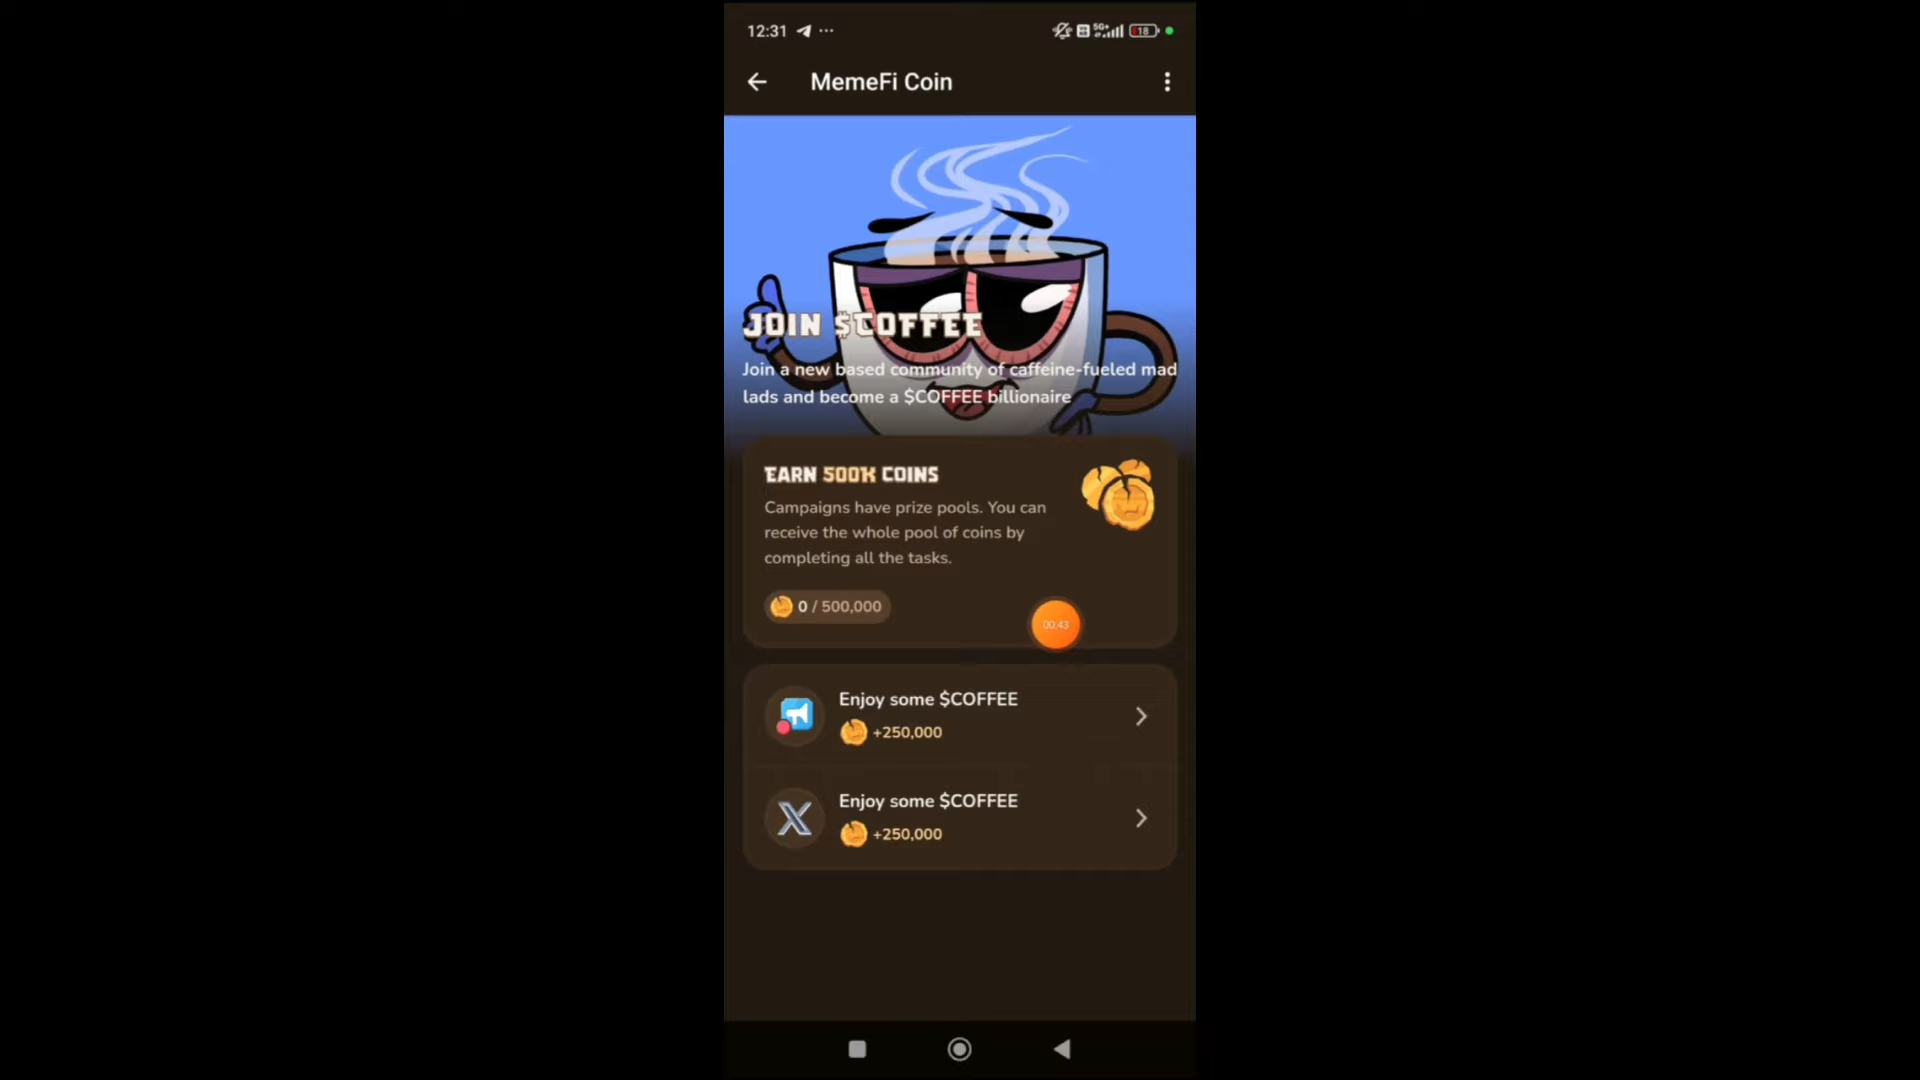 12:31
5G+
18
MemeFi Coin
JOIN $COFFEE
Join a new based community of caffeine-fueled mad
lads and become a $COFFEE billionaire
EARN 500K COINS
Campaigns have prize pools. You can
receive the whole pool of coins by
completing all the tasks.
0 / 500,000
00:43
Enjoy some $COFFEE
+250,000
Enjoy some $COFFEE
+250,000